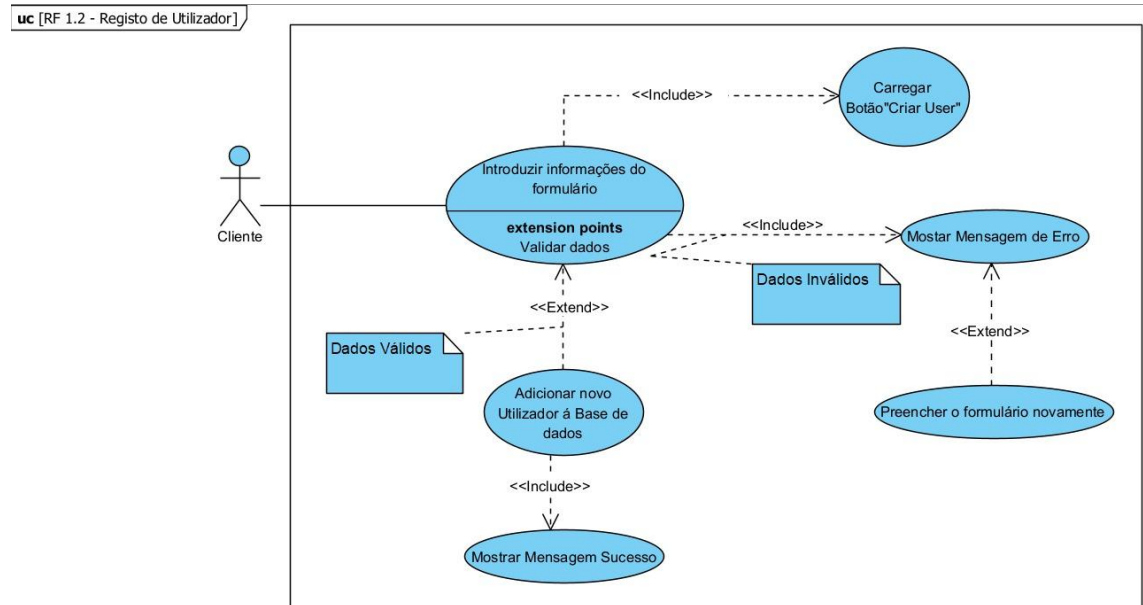 uc [RF 1.2 - Registo de Utilizador]
Carregar
Botão"Criar User"
<<Include>>
Introduzir informações do
formulário
extension points
Validar dados
Cliente
<<Include>>
Mostar Mensagem de Erro
Dados Inválidos
<<Extend>>
<<Extend>>
Dados Válidos
Adicionar novo
Utilizador á Base de
dados
Preencher o formulário novamente
<<Include>>
Mostrar Mensagem Sucesso